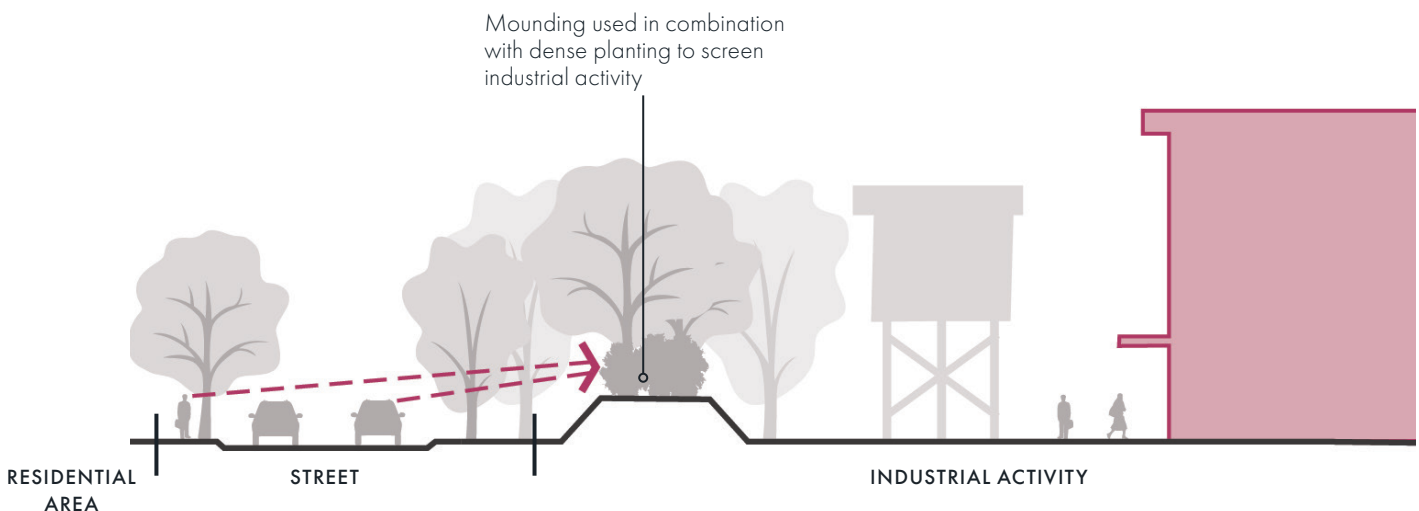 Mounding used in combination
with dense planting to screen
industrial activity
RESIDENTIAL
AREA
STREET
INDUSTRIAL ACTIVITY